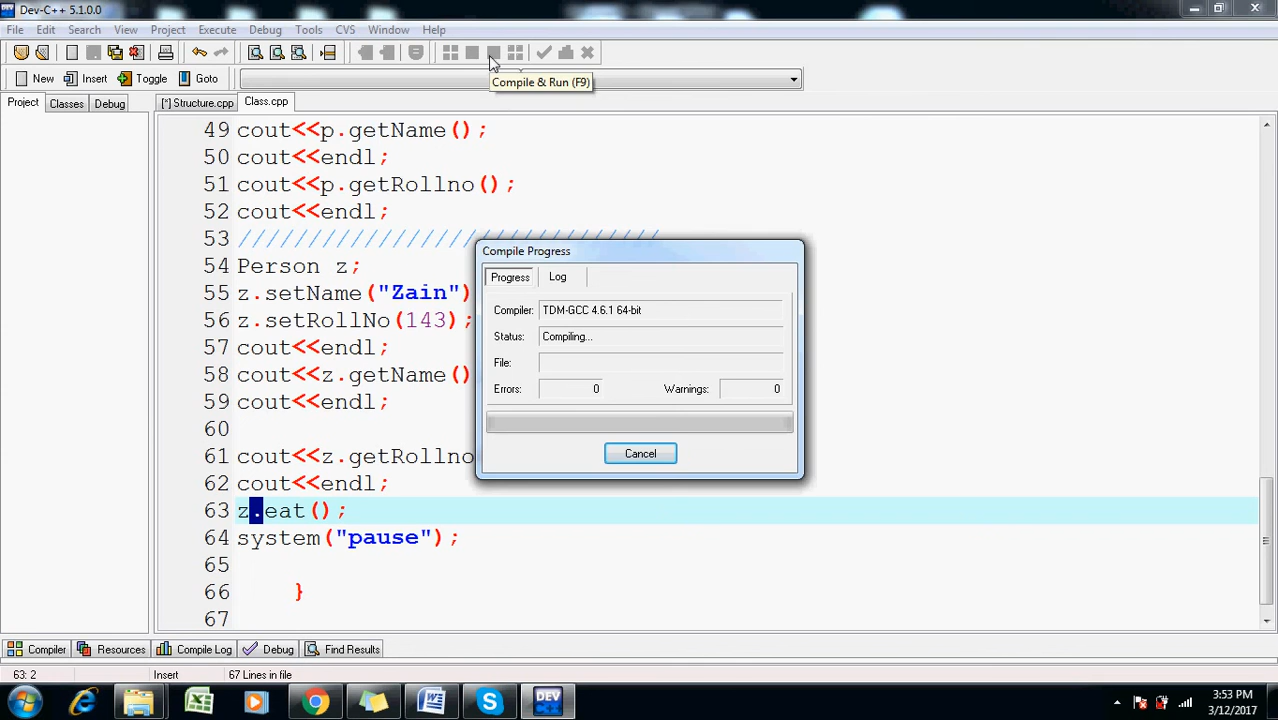 Dev-C++ 5.1.0.0
File Edit Search View Project Execute Debug Tools CVS Window Help
Compile & Run (F9)
New Insert Toggle Goto
Project Classes Debug [*] Structure.cpp Class.cpp
49 cout<<p.getName();
50 cout<<endl;
51 cout<<p.getRollno();
52 cout<<endl;
53 //////////////////////////////
54 Person z;
55 z.setName("Zain")
56 z.setRollNo(143);
57 cout<<endl;
58 cout<<z.getName()
59 cout<<endl;
60
61 cout<<z.getRollno
62 cout<<endl;
63 z.eat();
64 system("pause");
65
66 }
67
Compile Progress
Progress Log
Compiler: TDM-GCC 4.6.1 64-bit
Status: Compiling...
File:
Errors: 0 Warnings: 0
Cancel
Compiler Resources Compile Log Debug Find Results
63: 2 Insert 67 Lines in file
3:53 PM
3/12/2017